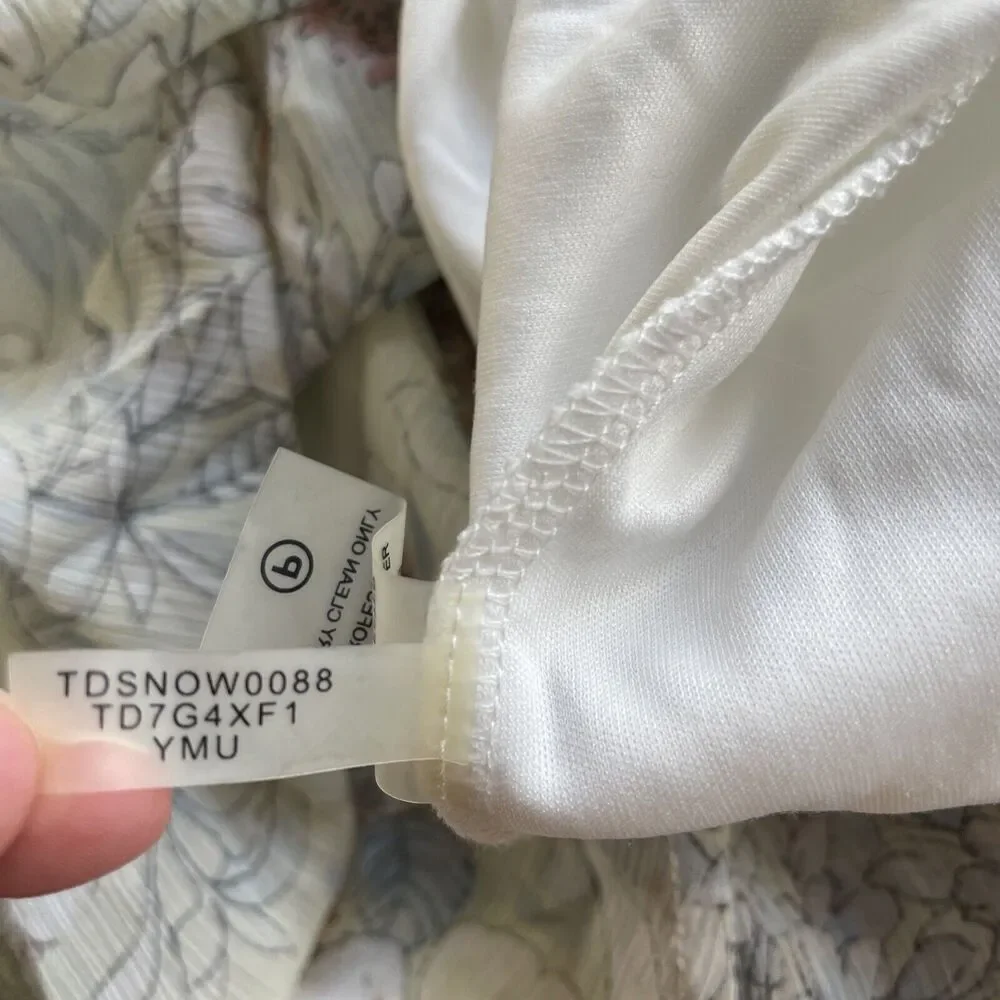 TDSNOW0088
TD7G4XF1
YMU
P
CLEAN ONLY